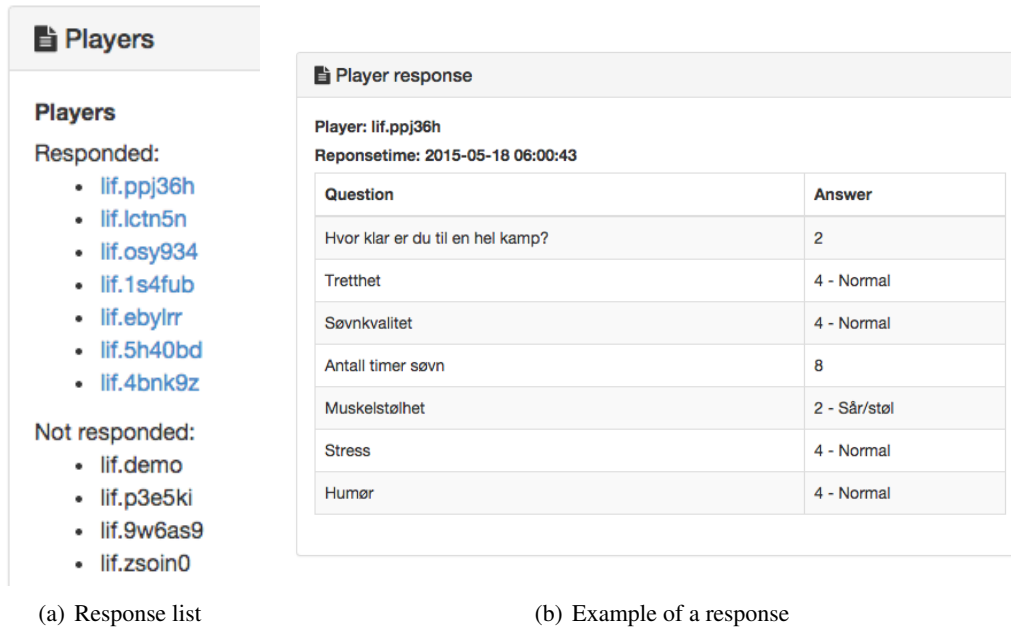 Players
Players
Responded:
• lif.ppj36h
• lif.lctn5n
• lif.osy934
• lif.1s4fub
• lif.ebylrr
• lif.5h40bd
• lif.4bnk9z
Not responded:
• lif.demo
• lif.p3e5ki
• lif.9w6as9
• lif.zsoin0
(a) Response list
Player response
Player: lif.ppj36h
Reponsetime: 2015-05-18 06:00:43
Question Answer
Hvor klar er du til en hel kamp? 2
Tretthet 4 - Normal
Søvnkvalitet 4 - Normal
Antall timer søvn 8
Muskelstølhet 2 - Sår/støl
Stress 4 - Normal
Humør 4 - Normal
(b) Example of a response